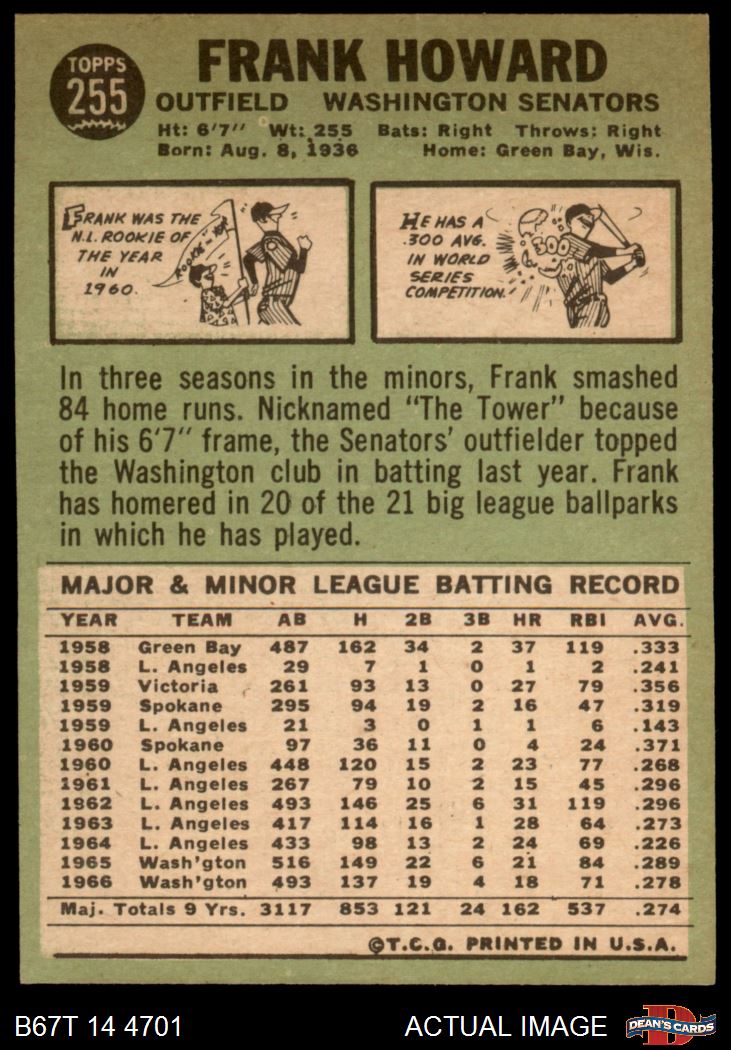 TOPPS
255
FRANK HOWARD
OUTFIELD WASHINGTON SENATORS
Ht: 6'7" Wt: 255 Bats: Right Throws: Right
Born: Aug. 8, 1936 Home: Green Bay, Wis.
FRANK WAS THE
N.L. ROOKIE OF
THE YEAR
IN
1960.
HE HAS A
.300 AVG.
IN WORLD
SERIES
COMPETITION.
300
In three seasons in the minors, Frank smashed
84 home runs. Nicknamed "The Tower" because
of his 6'7" frame, the Senators' outfielder topped
the Washington club in batting last year. Frank
has homered in 20 of the 21 big league ballparks
in which he has played.
MAJOR & MINOR LEAGUE BATTING RECORD
YEAR TEAM AB H 2B 3B HR RBI AVG.
1958 Green Bay 487 162 34 2 37 119 .333
1958 L. Angeles 29 7 1 0 1 2 .241
1959 Victoria 261 93 13 0 27 79 .356
1959 Spokane 295 94 19 2 16 47 .319
1959 L. Angeles 21 3 0 1 1 6 .143
1960 Spokane 97 36 11 0 4 24 .371
1960 L. Angeles 448 120 15 2 23 77 .268
1961 L. Angeles 267 79 10 2 15 45 .296
1962 L. Angeles 493 146 25 6 31 119 .296
1963 L. Angeles 417 114 16 1 28 64 .273
1964 L. Angeles 433 98 13 2 24 69 .226
1965 Wash'gton 516 149 22 6 21 84 .289
1966 Wash'gton 493 137 19 4 18 71 .278
Maj. Totals 9 Yrs. 3117 853 121 24 162 537 .274
©T.C.G. PRINTED IN U.S.A.
B67T 14 4701 ACTUAL IMAGE
DEAN'S CARDS